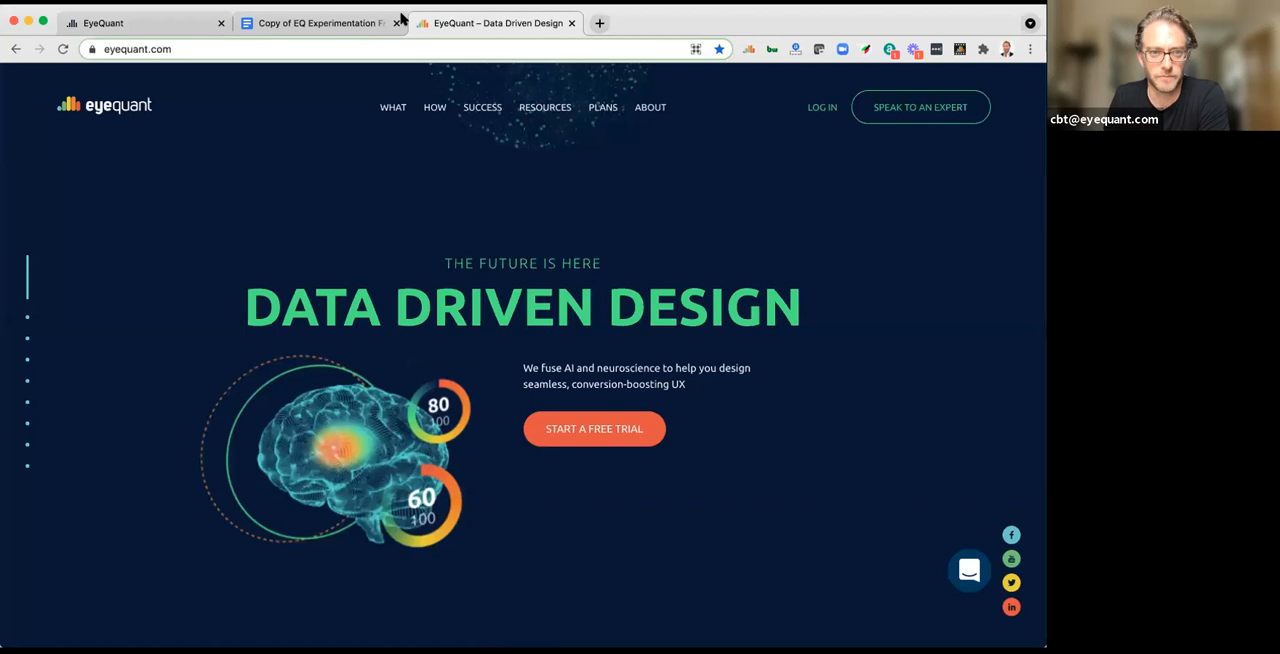 EyeQuant
Copy of EQ Experimentation Fr
EyeQuant – Data Driven Design
eyequant.com
eyequant
WHAT
HOW
SUCCESS
RESOURCES
PLANS
ABOUT
LOG IN
SPEAK TO AN EXPERT
cbt@eyequant.com
THE FUTURE IS HERE
DATA DRIVEN DESIGN
We fuse AI and neuroscience to help you design
seamless, conversion-boosting UX
START A FREE TRIAL
80
100
60
100